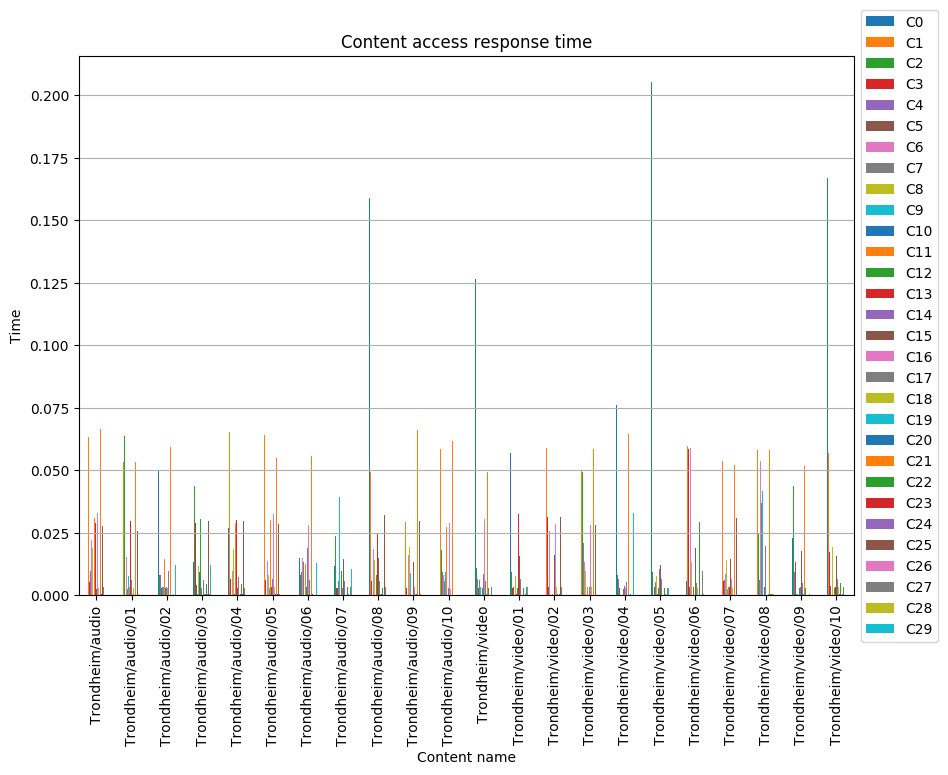 Content access response time
Time
0.200
0.175
0.150
0.125
0.100
0.075
0.050
0.025
0.000
Trondheim/audio
Trondheim/audio/01
Trondheim/audio/02
Trondheim/audio/03
Trondheim/audio/04
Trondheim/audio/05
Trondheim/audio/06
Trondheim/audio/07
Trondheim/audio/08
Trondheim/audio/09
Trondheim/audio/10
Trondheim/video
Trondheim/video/01
Trondheim/video/02
Trondheim/video/03
Trondheim/video/04
Trondheim/video/05
Trondheim/video/06
Trondheim/video/07
Trondheim/video/08
Trondheim/video/09
Trondheim/video/10
Content name
C0
C1
C2
C3
C4
C5
C6
C7
C8
C9
C10
C11
C12
C13
C14
C15
C16
C17
C18
C19
C20
C21
C22
C23
C24
C25
C26
C27
C28
C29